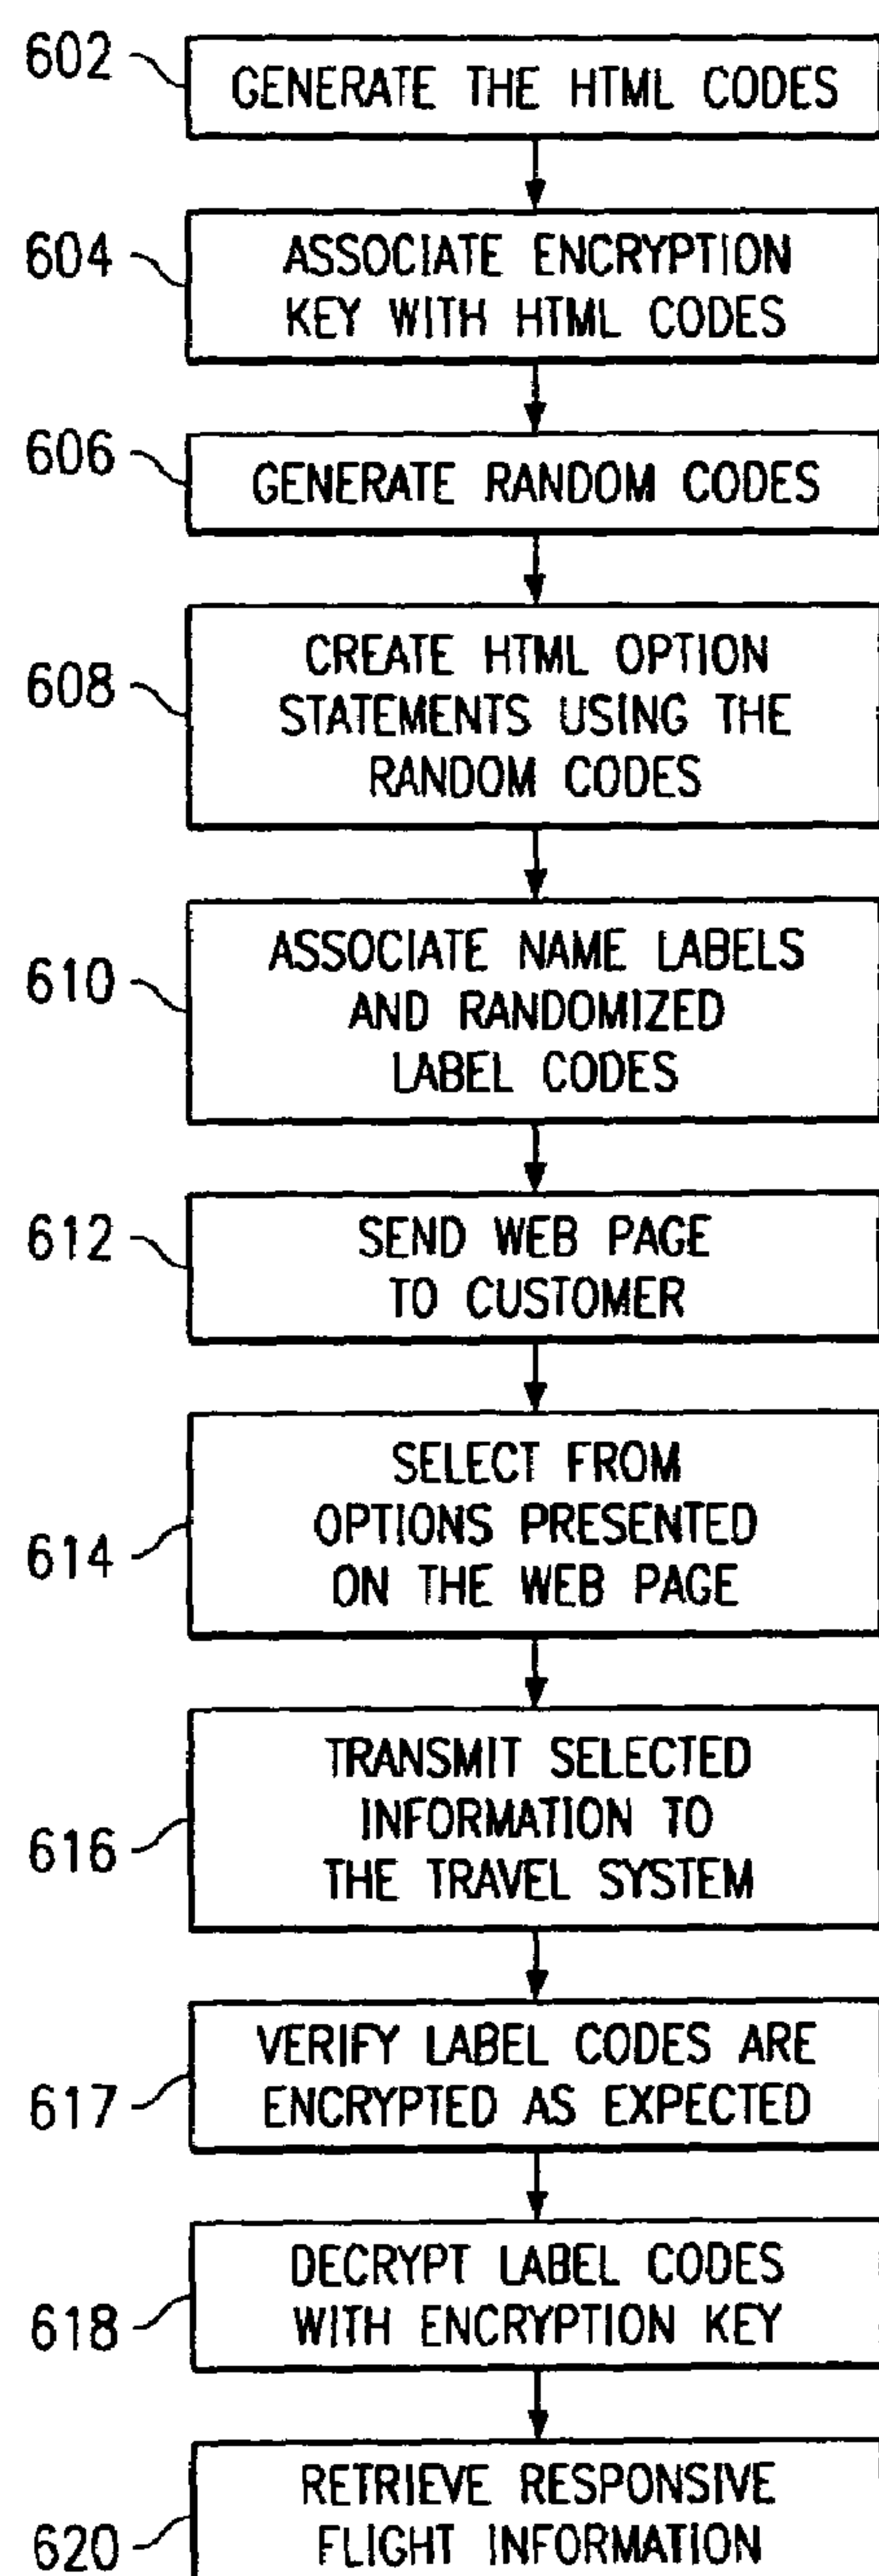 602
GENERATE THE HTML CODES
604
ASSOCIATE ENCRYPTION
KEY WITH HTML CODES
606
GENERATE RANDOM CODES
608
CREATE HTML OPTION
STATEMENTS USING THE
RANDOM CODES
610
ASSOCIATE NAME LABELS
AND RANDOMIZED
LABEL CODES
612
SEND WEB PAGE
TO CUSTOMER
614
SELECT FROM
OPTIONS PRESENTED
ON THE WEB PAGE
616
TRANSMIT SELECTED
INFORMATION TO
THE TRAVEL SYSTEM
617
VERIFY LABEL CODES ARE
ENCRYPTED AS EXPECTED
618
DECRYPT LABEL CODES
WITH ENCRYPTION KEY
620
RETRIEVE RESPONSIVE
FLIGHT INFORMATION